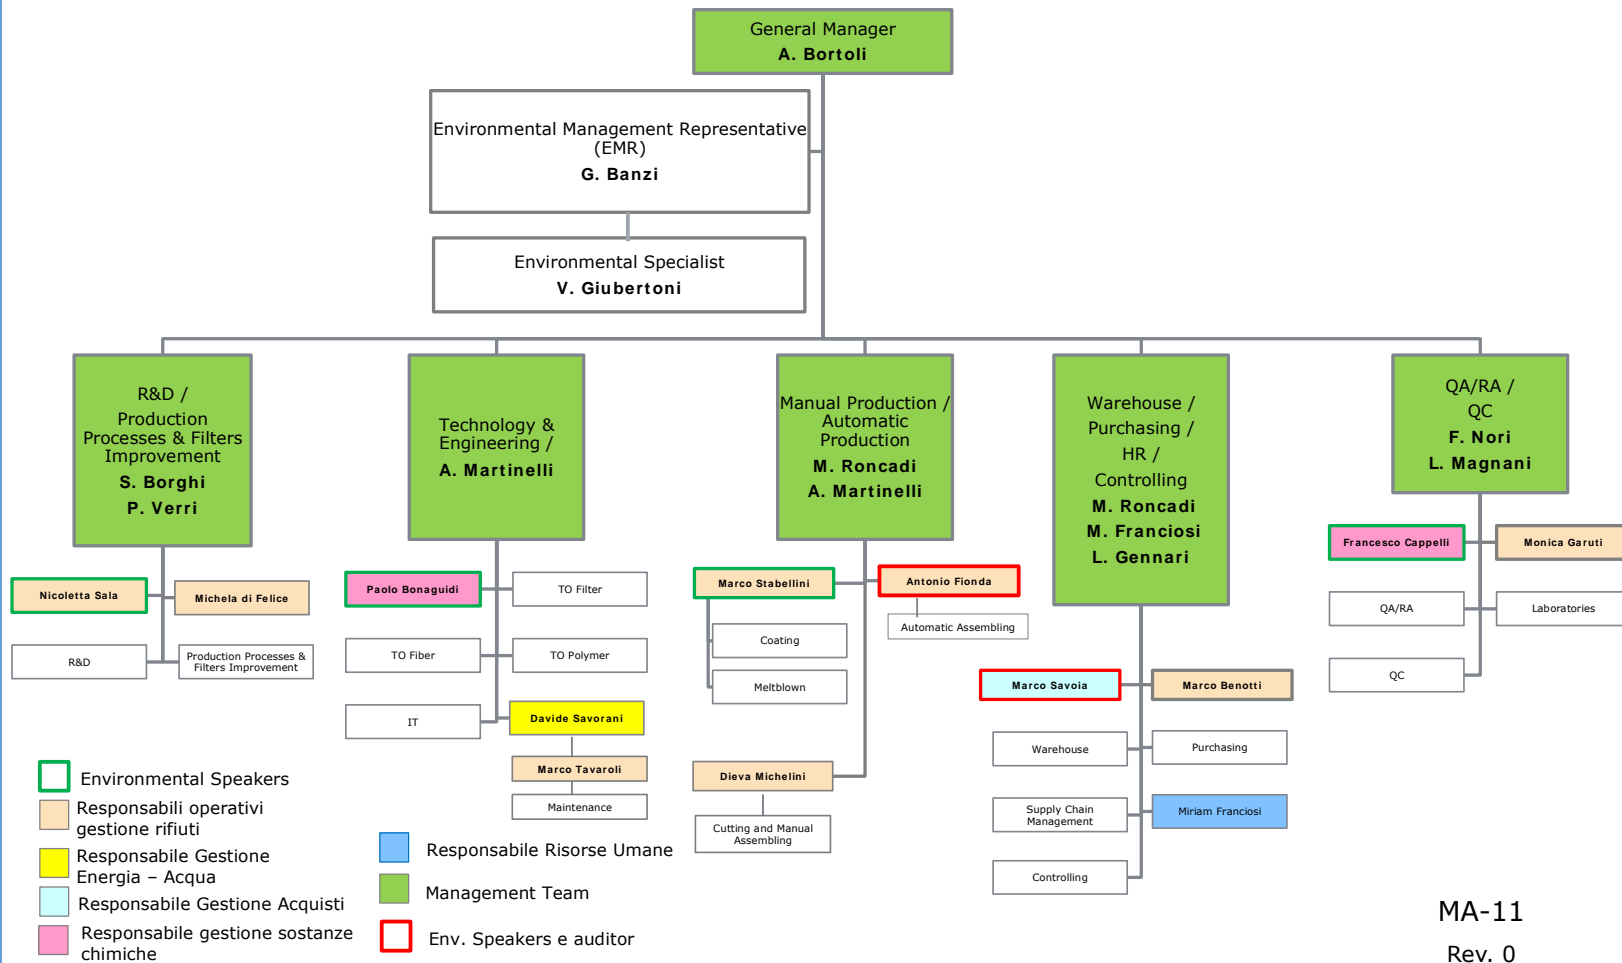 General Manager
A. Bortoli
Environmental Management Representative
(EMR)
G. Banzi
Environmental Specialist
V. Giubertoni
R&D /
Production
Processes & Filters
Improvement
S. Borghi
P. Verri
Technology &
Engineering /
A. Martinelli
Manual Production /
Automatic
Production
M. Roncadi
A. Martinelli
Warehouse /
Purchasing /
HR /
Controlling
M. Roncadi
M. Franciosi
L. Gennari
QA/RA /
QC
F. Nori
L. Magnani
Nicoletta Sala
Michela di Felice
R&D
Production Processes &
Filters Improvement
Paolo Bonaguidi
TO Filter
TO Fiber
TO Polymer
IT
Davide Savorani
Marco Tavaroli
Maintenance
Marco Stabellini
Antonio Fionda
Coating
Automatic Assembling
Meltblown
Dieva Michelini
Cutting and Manual
Assembling
Marco Savoia
Marco Benotti
Warehouse
Purchasing
Supply Chain
Management
Miriam Franciosi
Controlling
Francesco Cappelli
Monica Garuti
QA/RA
Laboratories
QC
Environmental Speakers
Responsabili operativi
gestione rifiuti
Responsabile Gestione
Energia – Acqua
Responsabile Gestione Acquisti
Responsabile gestione sostanze
chimiche
Responsabile Risorse Umane
Management Team
Env. Speakers e auditor
MA-11
Rev. 0